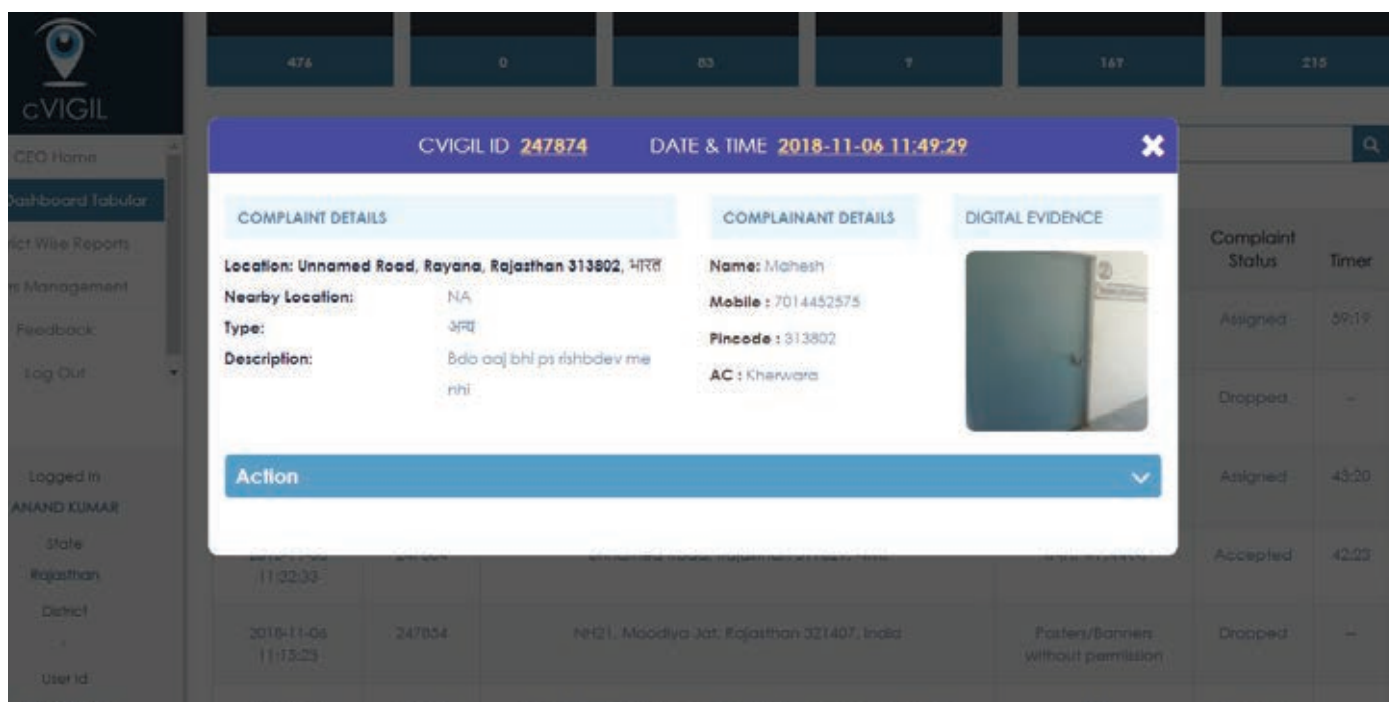 cVIGIL
476 0 83 9 169 215
CEO Home
Dashboard Tabular
rict Wise Reports
Management
Feedback
Log Out
Logged In
ANAND KUMAR
State
Rajasthan
District
-
User Id
CVIGIL ID 247874 DATE & TIME 2018-11-06 11:49:29
COMPLAINT DETAILS
Location: Unnamed Road, Rayana, Rajasthan 313802, भारत
Nearby Location: NA
Type: अन्य
Description: Bdo aaj bhi ps rishbdev me
nhi
COMPLAINANT DETAILS
Name: Mahesh
Mobile : 7014452575
Pincode : 313802
AC : Kherwara
DIGITAL EVIDENCE
2
Action
Complaint
Status Timer
Assigned 59:19
Dropped -
Assigned 43:20
Accepted 42:23
11:32:33
2018-11-06
11:15:23
247854 NH21, Moodiya Jat, Rajasthan 321407, India
Posters/Banners
without permission
Dropped -